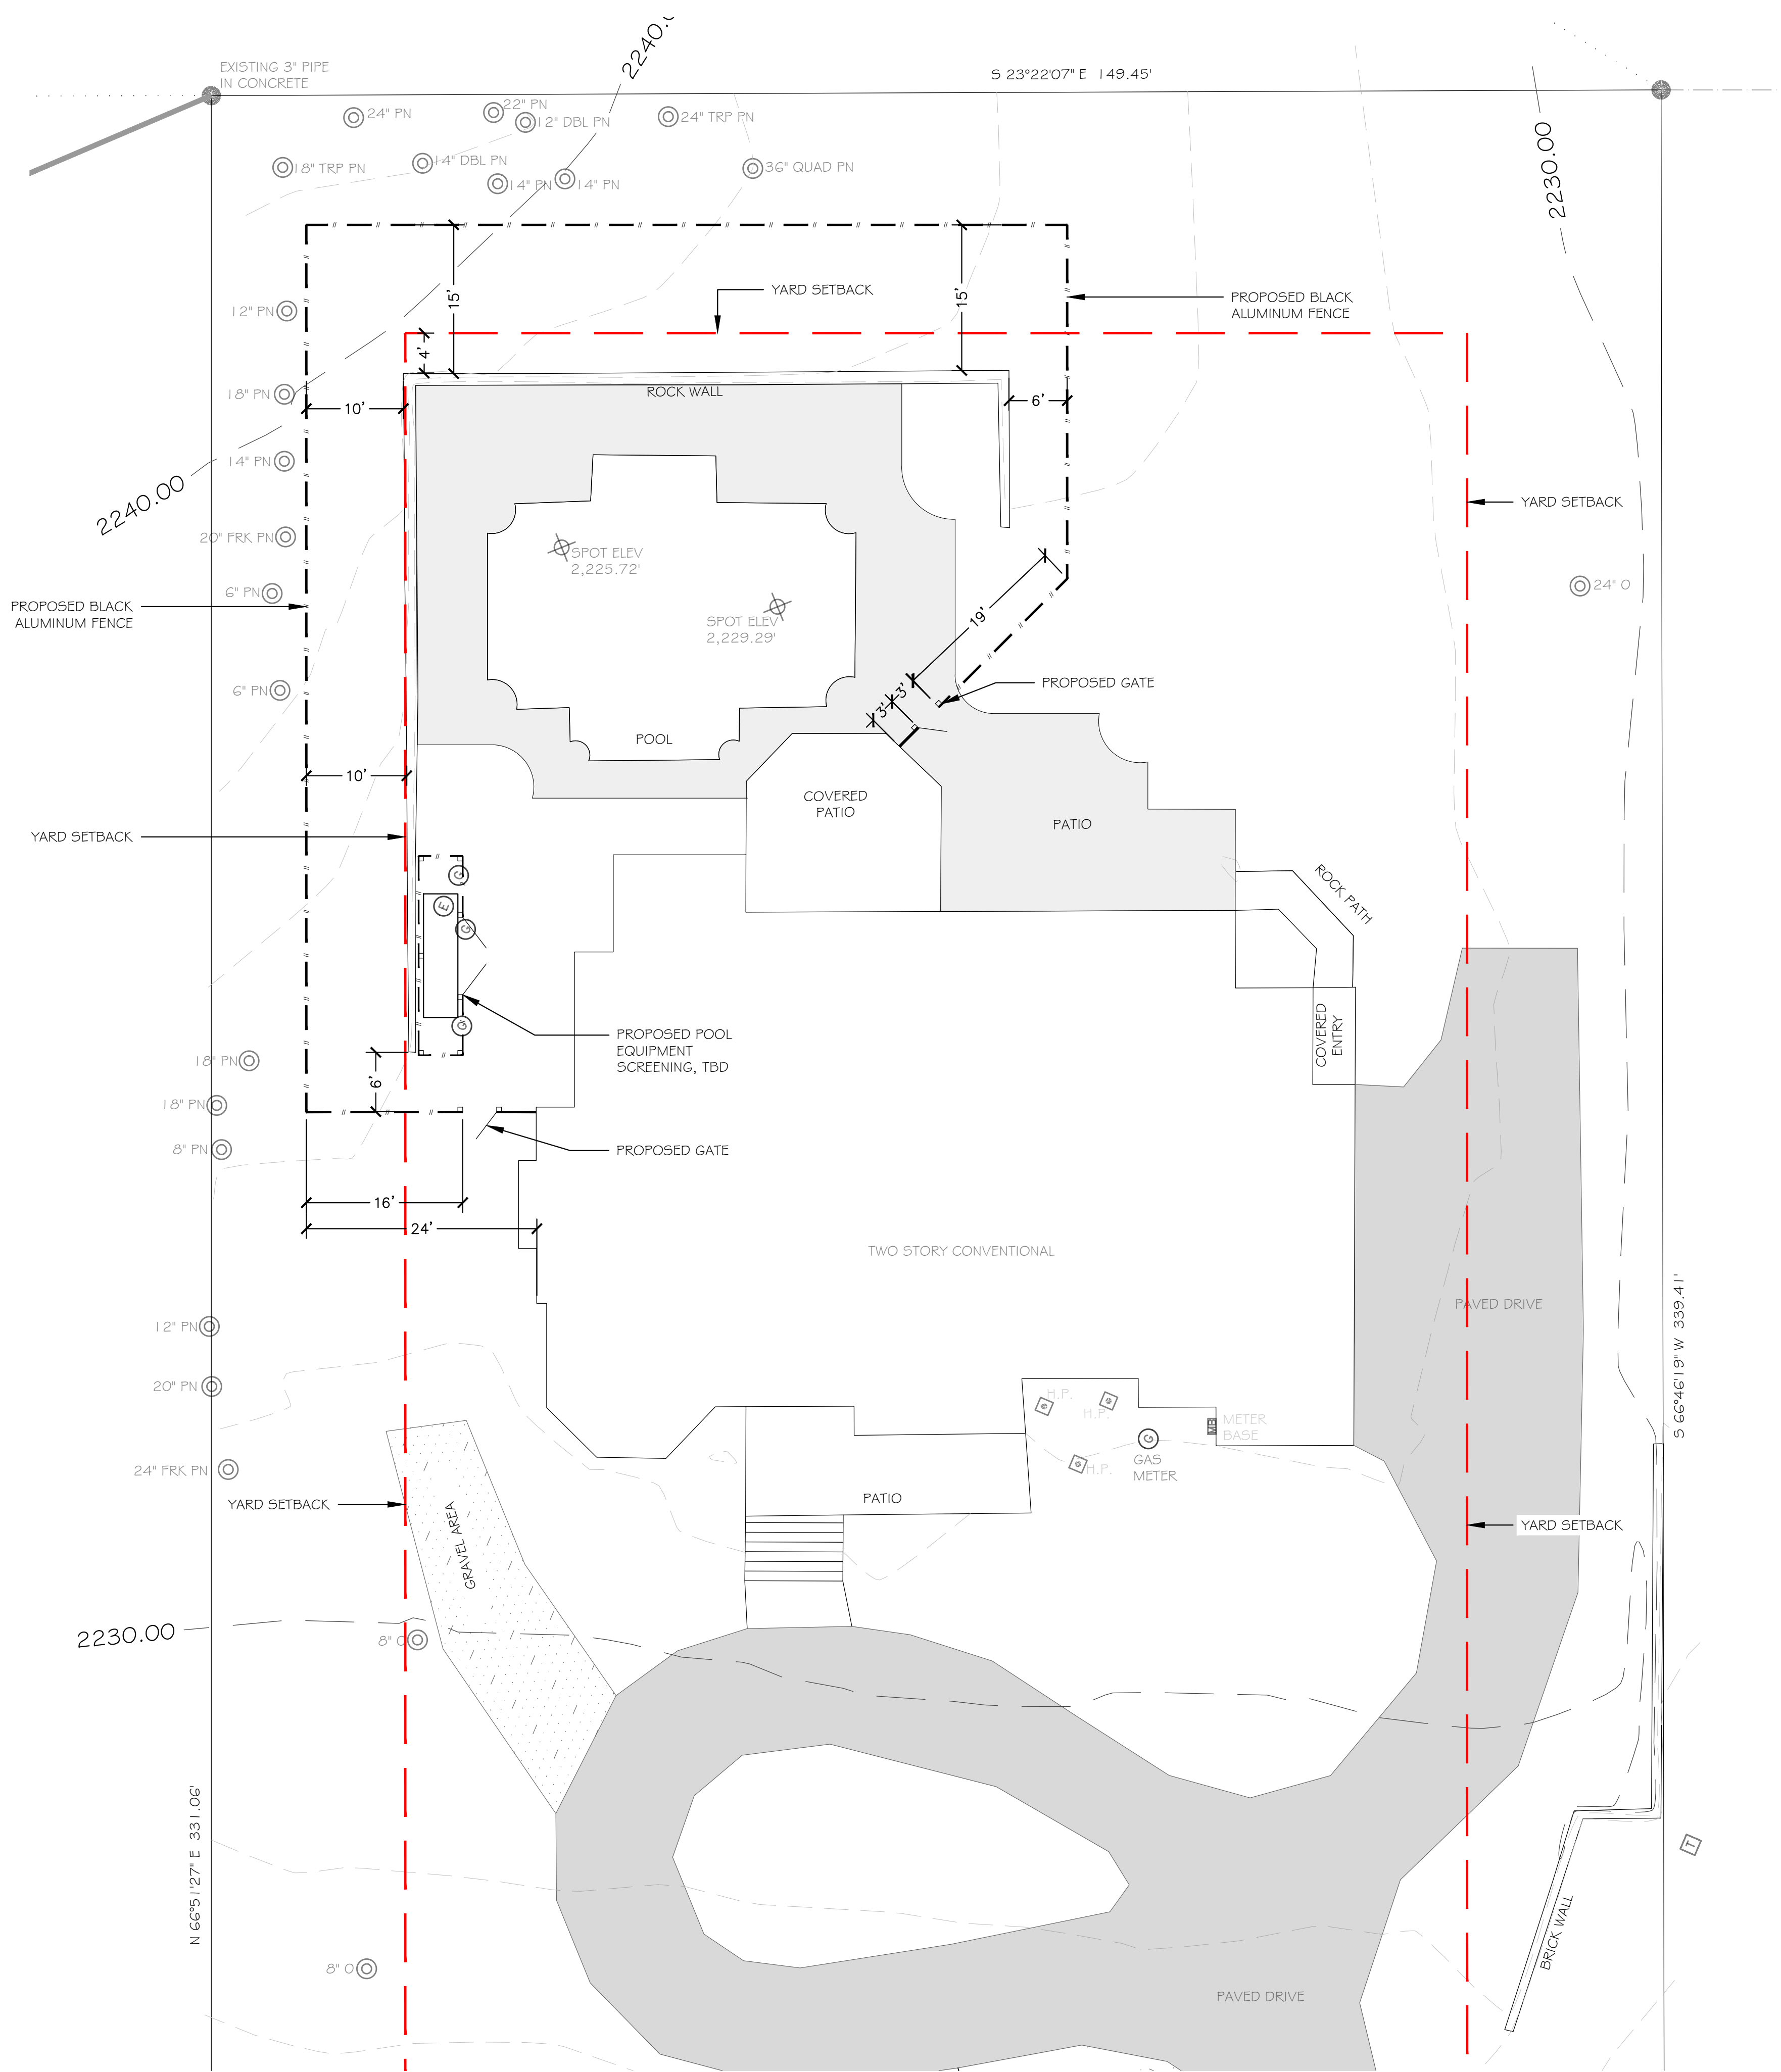 EXISTING 3" PIPE
IN CONCRETE
2240.00
S 23°22'07" E 149.45'
24" PN
22" PN
12" DBL PN
24" TRP PN
18" TRP PN
14" DBL PN
14" PN
14" PN
36" QUAD PN
2230.00
YARD SETBACK
PROPOSED BLACK
ALUMINUM FENCE
12" PN
15'
15'
4'
ROCK WALL
18" PN
10'
6'
14" PN
2240.00
YARD SETBACK
20" FRK PN
SPOT ELEV
2,225.72'
6" PN
24" O
PROPOSED BLACK
ALUMINUM FENCE
SPOT ELEV
2,229.29'
19'
6" PN
3'
3'
PROPOSED GATE
POOL
10'
COVERED
PATIO
PATIO
YARD SETBACK
G
E
G
G
ROCK PATH
PROPOSED POOL
EQUIPMENT
SCREENING, TBD
COVERED
ENTRY
18" PN
6'
18" PN
8" PN
PROPOSED GATE
16'
24'
TWO STORY CONVENTIONAL
PAVED DRIVE
S 66°46'19" W 339.41'
12" PN
20" PN
H.P.
H.P.
H.P.
MB
METER
BASE
G
GAS
METER
24" FRK PN
YARD SETBACK
GRAVEL AREA
PATIO
YARD SETBACK
2230.00
8" O
N 66°51'27" E 331.06'
T
BRICK WALL
8" O
PAVED DRIVE